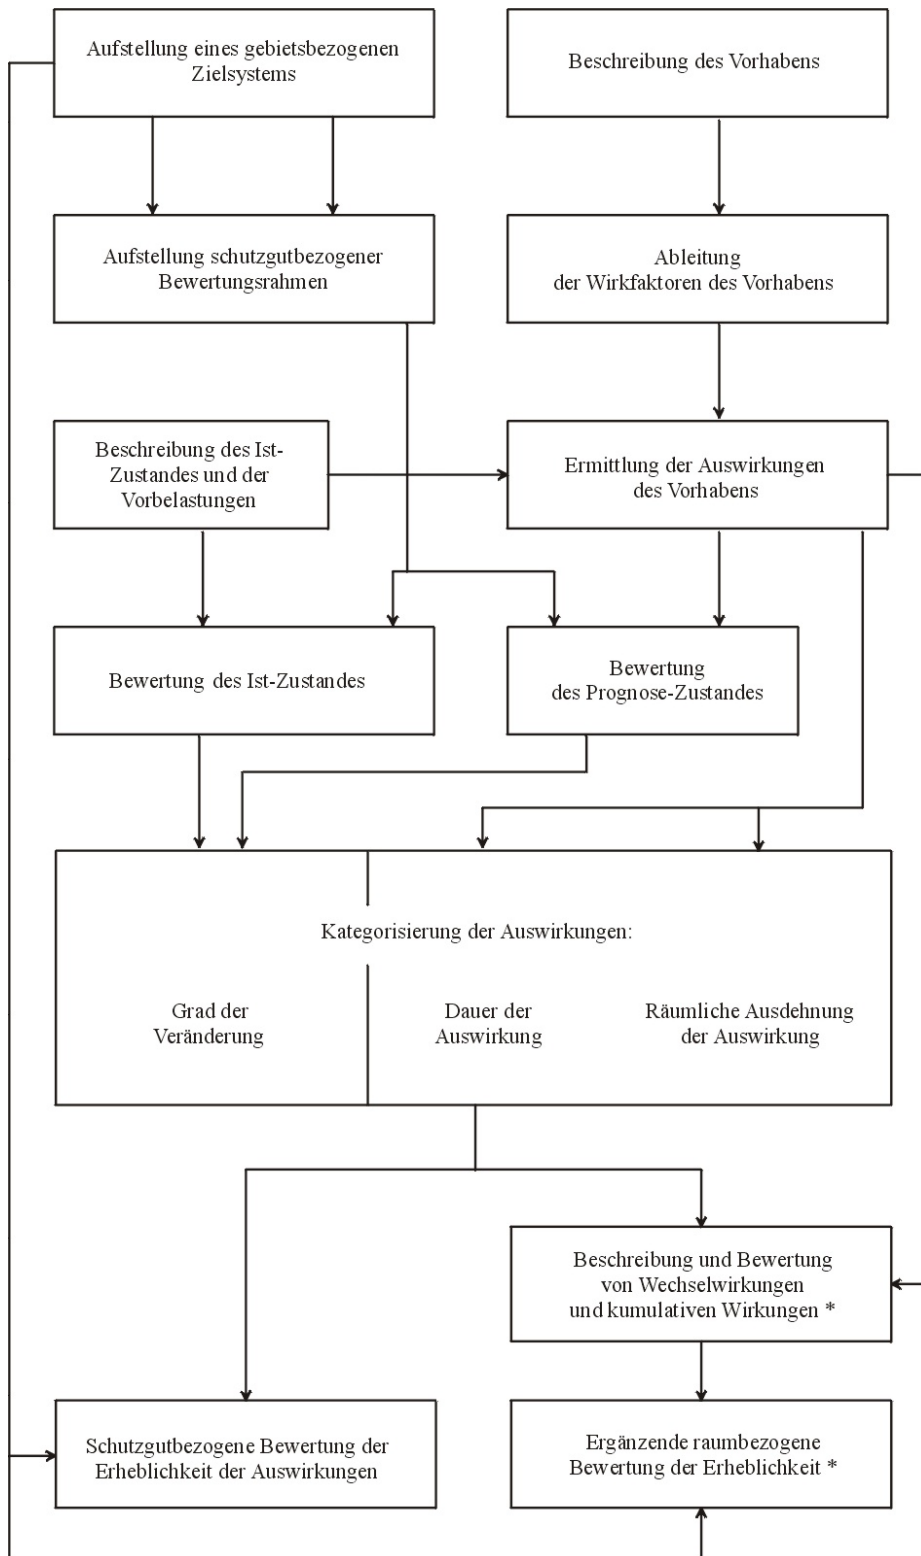 Aufstellung eines gebietsbezogenen
Zielsystems
Beschreibung des Vorhabens
Aufstellung schutzgutbezogener
Bewertungsrahmen
Ableitung
der Wirkfaktoren des Vorhabens
Beschreibung des Ist-
Zustandes und der
Vorbelastungen
Ermittlung der Auswirkungen
des Vorhabens
Bewertung des Ist-Zustandes
Bewertung
des Prognose-Zustandes
Kategorisierung der Auswirkungen:
Grad der
Veränderung
Dauer der
Auswirkung
Räumliche Ausdehnung
der Auswirkung
Beschreibung und Bewertung
von Wechselwirkungen
und kumulativen Wirkungen *
Schutzgutbezogene Bewertung der
Erheblichkeit der Auswirkungen
Ergänzende raumbezogene
Bewertung der Erheblichkeit *